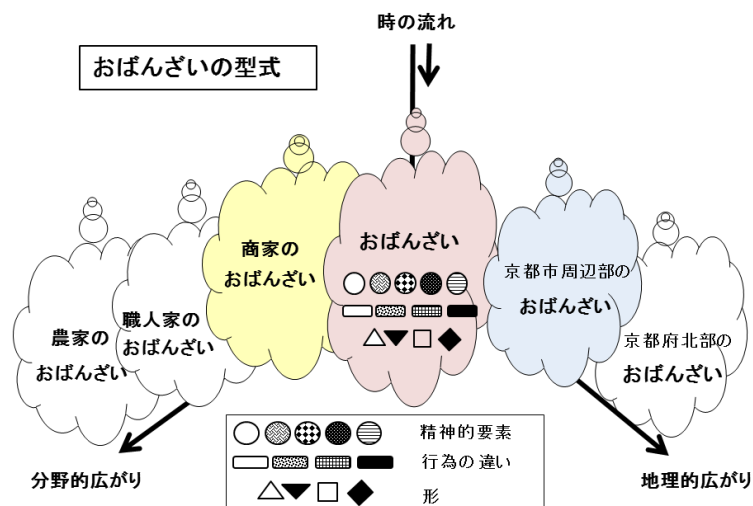 時の流れ
おばんざいの型式
商家の
おばんざい
おばんざい
京都市周辺部の
おばんざい
職人家の
おばんざい
農家の
おばんざい
京都府北部の
おばんざい
精神的要素
行為の違い
形
分野的広がり
地理的広がり